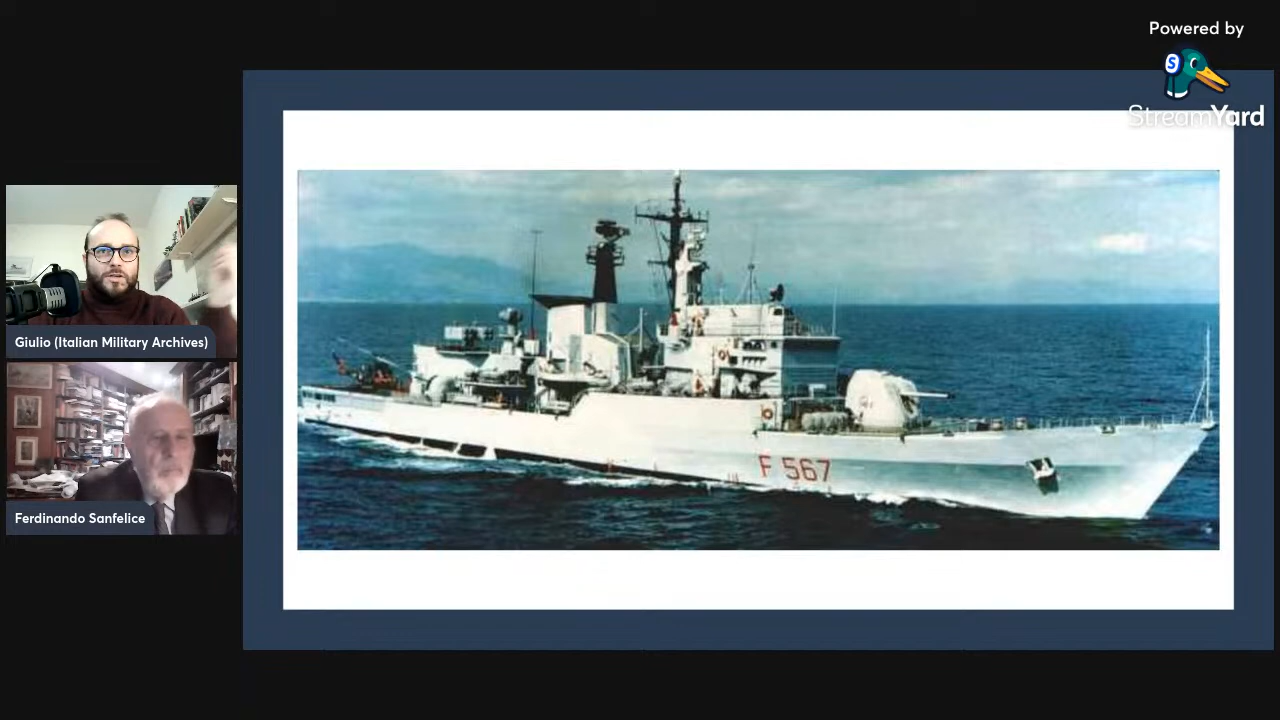 Powered by
S
StreamYard
Giulio (Italian Military Archives)
F 567
Ferdinando Sanfelice